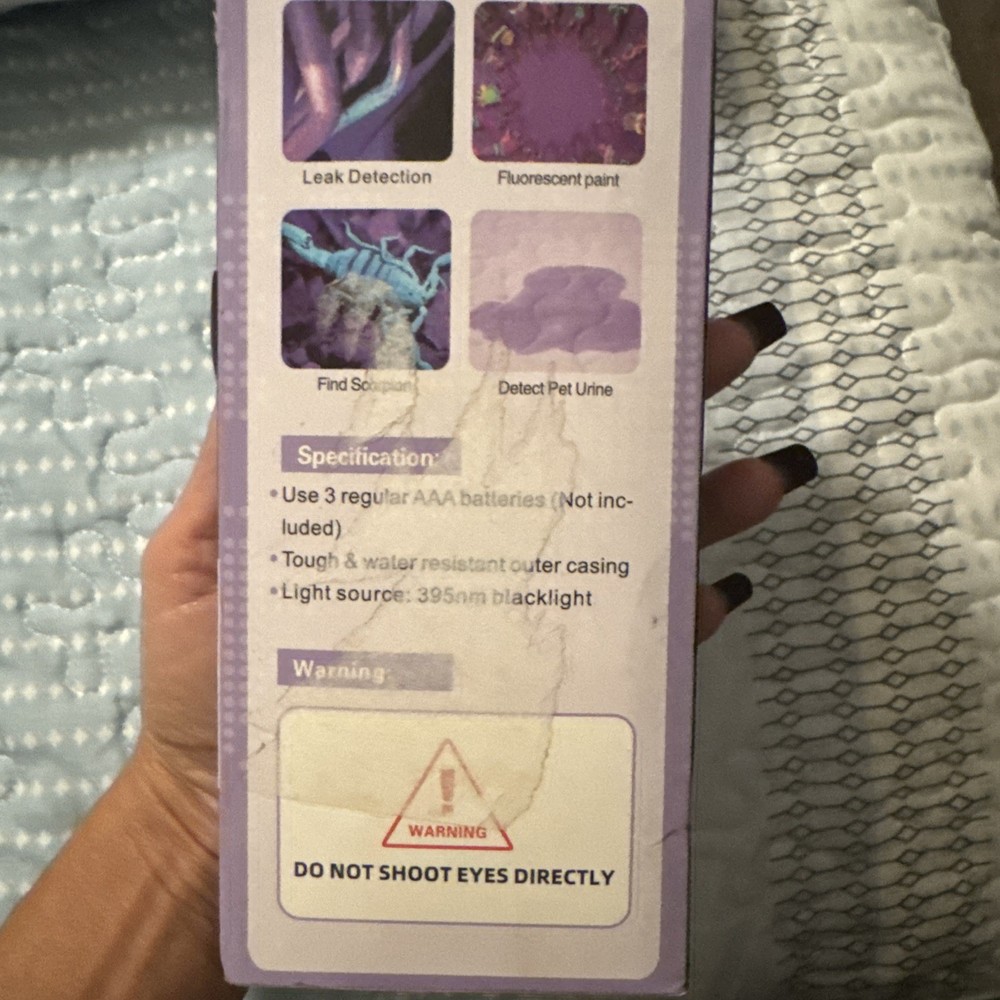 Leak Detection
Fluorescent paint
Find Scorpion
Detect Pet Urine
Specification:
• Use 3 regular AAA batteries (Not inc-
luded)
• Tough & water resistant outer casing
• Light source: 395nm blacklight
Warning:
WARNING
DO NOT SHOOT EYES DIRECTLY